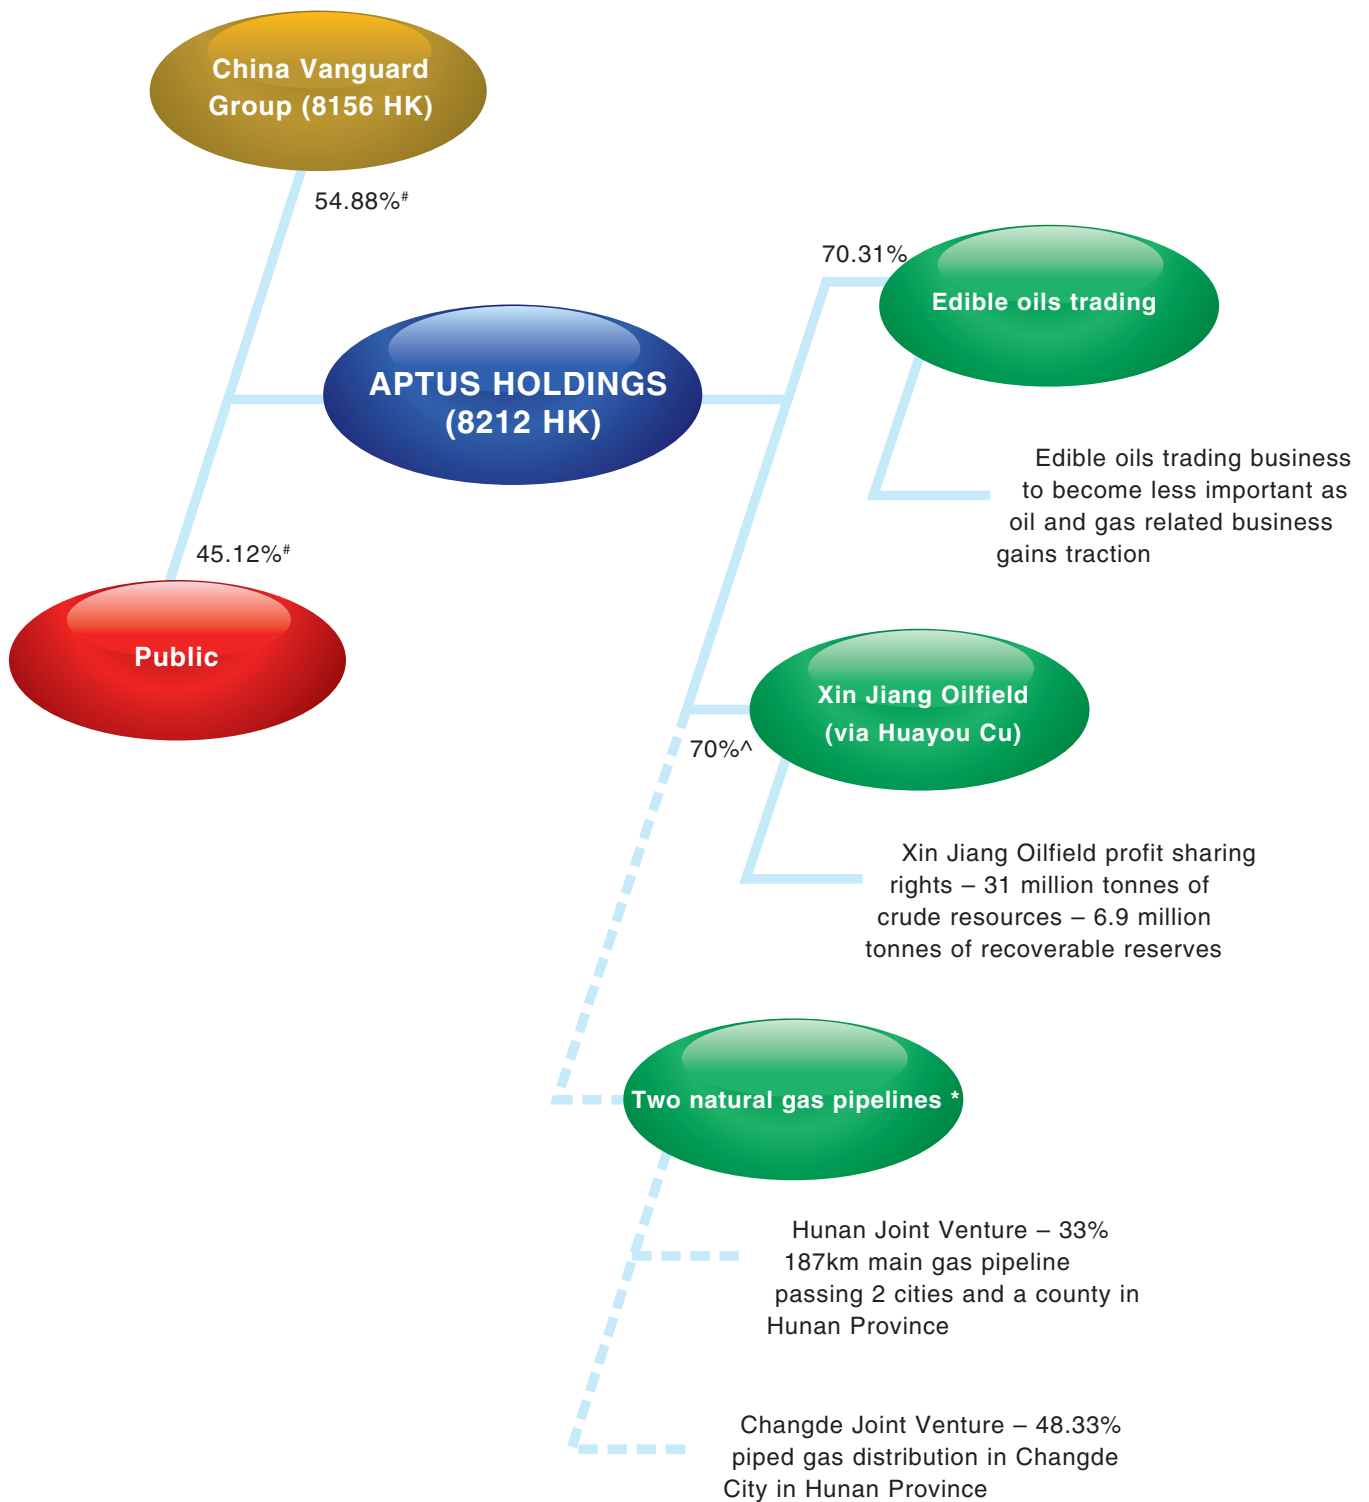 China Vanguard
Group (8156 HK)
54.88%#
70.31%
Edible oils trading
APTUS HOLDINGS
(8212 HK)
Edible oils trading business
to become less important as
oil and gas related business
gains traction
45.12%#
Public
Xin Jiang Oilfield
(via Huayou Cu)
70%^
Xin Jiang Oilfield profit sharing
rights – 31 million tonnes of
crude resources – 6.9 million
tonnes of recoverable reserves
Two natural gas pipelines *
Hunan Joint Venture – 33%
187km main gas pipeline
passing 2 cities and a county in
Hunan Province
Changde Joint Venture – 48.33%
piped gas distribution in Changde
City in Hunan Province